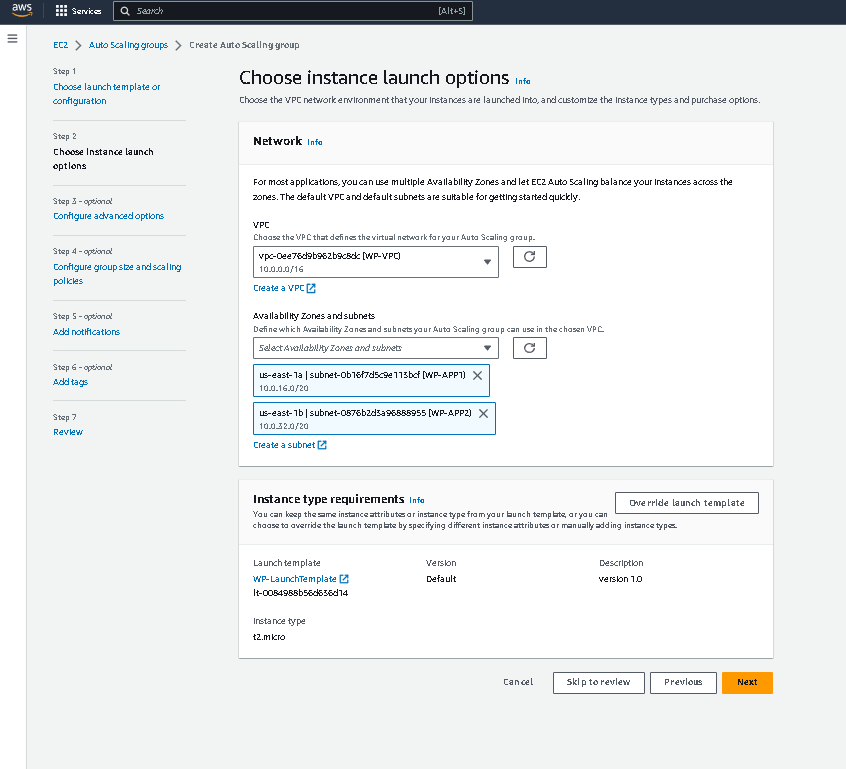 aws
Services
Search
[Alt+S]
EC2 > Auto Scaling groups > Create Auto Scaling group
Step 1
Choose launch template or
configuration
Step 2
Choose instance launch
options
Step 3 - optional
Configure advanced options
Step 4 - optional
Configure group size and scaling
policies
Step 5 - optional
Add notifications
Step 6 - optional
Add tags
Step 7
Review
Choose instance launch options Info
Choose the VPC network environment that your instances are launched into, and customize the instance types and purchase options.
Network Info
For most applications, you can use multiple Availability Zones and let EC2 Auto Scaling balance your instances across the
zones. The default VPC and default subnets are suitable for getting started quickly.
VPC
Choose the VPC that defines the virtual network for your Auto Scaling group.
vpc-0ee76d9b962b9c8dc (WP-VPC)
10.0.0.0/16
Create a VPC
Availability Zones and subnets
Define which Availability Zones and subnets your Auto Scaling group can use in the chosen VPC.
Select Availability Zones and subnets
us-east-1a | subnet-0b16f7d5c9e113bcf (WP-APP1)
10.0.16.0/20
us-east-1b | subnet-0876b2d3a96888955 (WP-APP2)
10.0.32.0/20
Create a subnet
Instance type requirements Info
You can keep the same instance attributes or instance type from your launch template, or you can
choose to override the launch template by specifying different instance attributes or manually adding instance types.
Override launch template
Launch template
WP-LaunchTemplate
lt-0084988b56d636d14
Version
Default
Description
version 1.0
Instance type
t2.micro
Cancel
Skip to review
Previous
Next